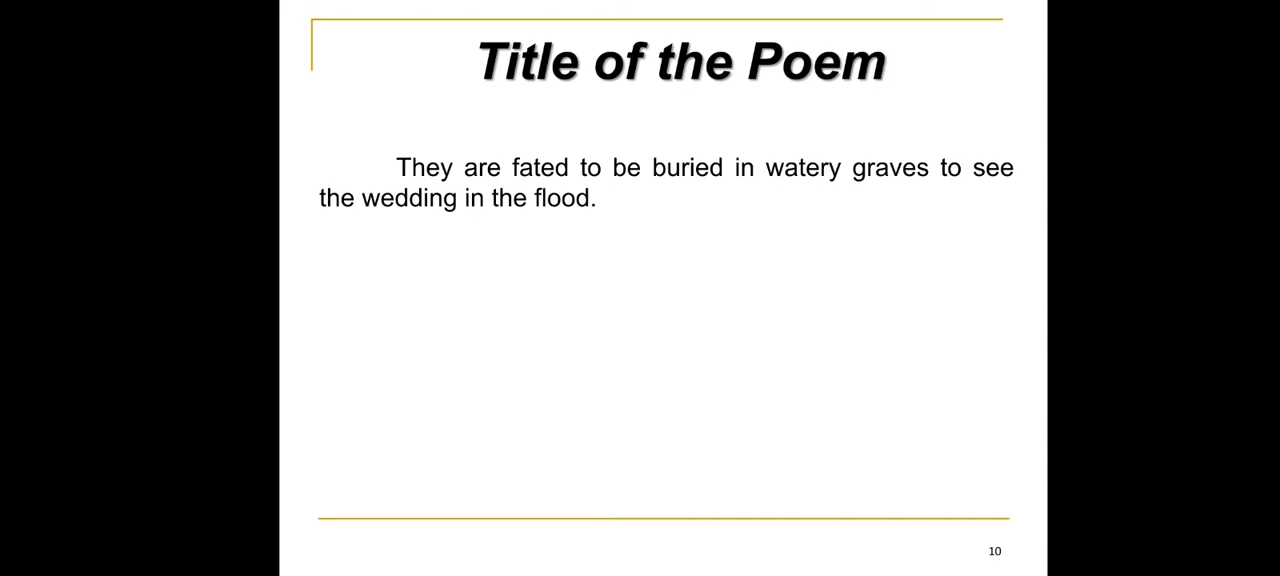 Title of the Poem
They are fated to be buried in watery graves to see
the wedding in the flood.
10